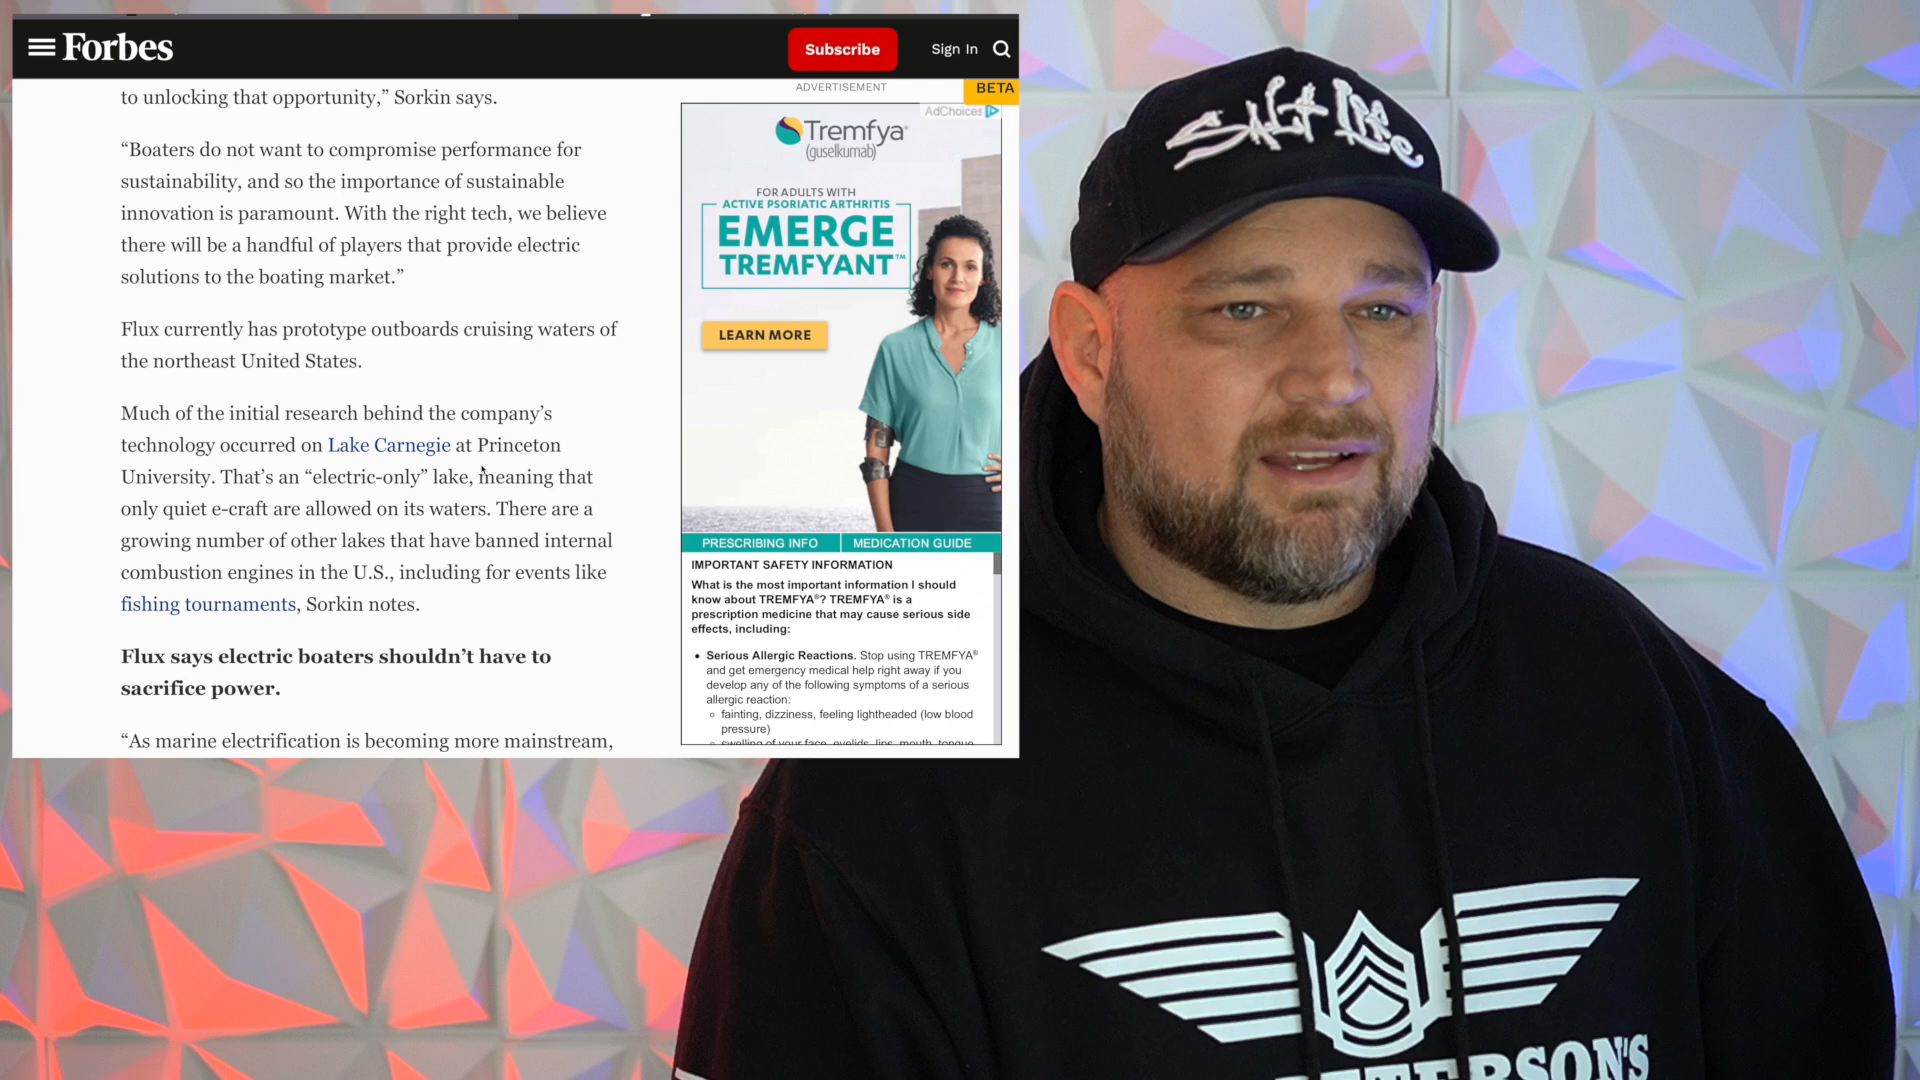 Forbes
Subscribe
Sign In
to unlocking that opportunity,” Sorkin says.
“Boaters do not want to compromise performance for
sustainability, and so the importance of sustainable
innovation is paramount. With the right tech, we believe
there will be a handful of players that provide electric
solutions to the boating market.”
Flux currently has prototype outboards cruising waters of
the northeast United States.
Much of the initial research behind the company’s
technology occurred on Lake Carnegie at Princeton
University. That’s an “electric-only” lake, meaning that
only quiet e-craft are allowed on its waters. There are a
growing number of other lakes that have banned internal
combustion engines in the U.S., including for events like
fishing tournaments, Sorkin notes.
Flux says electric boaters shouldn’t have to
sacrifice power.
“As marine electrification is becoming more mainstream,
ADVERTISEMENT
BETA
AdChoices
Tremfya®
(guselkumab)
FOR ADULTS WITH
ACTIVE PSORIATIC ARTHRITIS
EMERGE
TREMFYANT™
LEARN MORE
PRESCRIBING INFO
MEDICATION GUIDE
IMPORTANT SAFETY INFORMATION
What is the most important information I should
know about TREMFYA®? TREMFYA® is a
prescription medicine that may cause serious side
effects, including:
• Serious Allergic Reactions. Stop using TREMFYA®
and get emergency medical help right away if you
develop any of the following symptoms of a serious
allergic reaction:
○ fainting, dizziness, feeling lightheaded (low blood
pressure)
○ swelling of your face, eyelids, lips, mouth, tongue
SALT LIFE